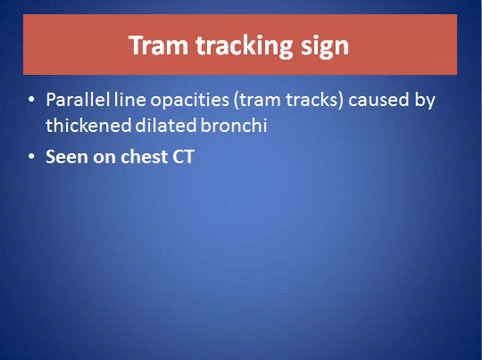 Tram tracking sign
• Parallel line opacities (tram tracks) caused by
thickened dilated bronchi
• Seen on chest CT